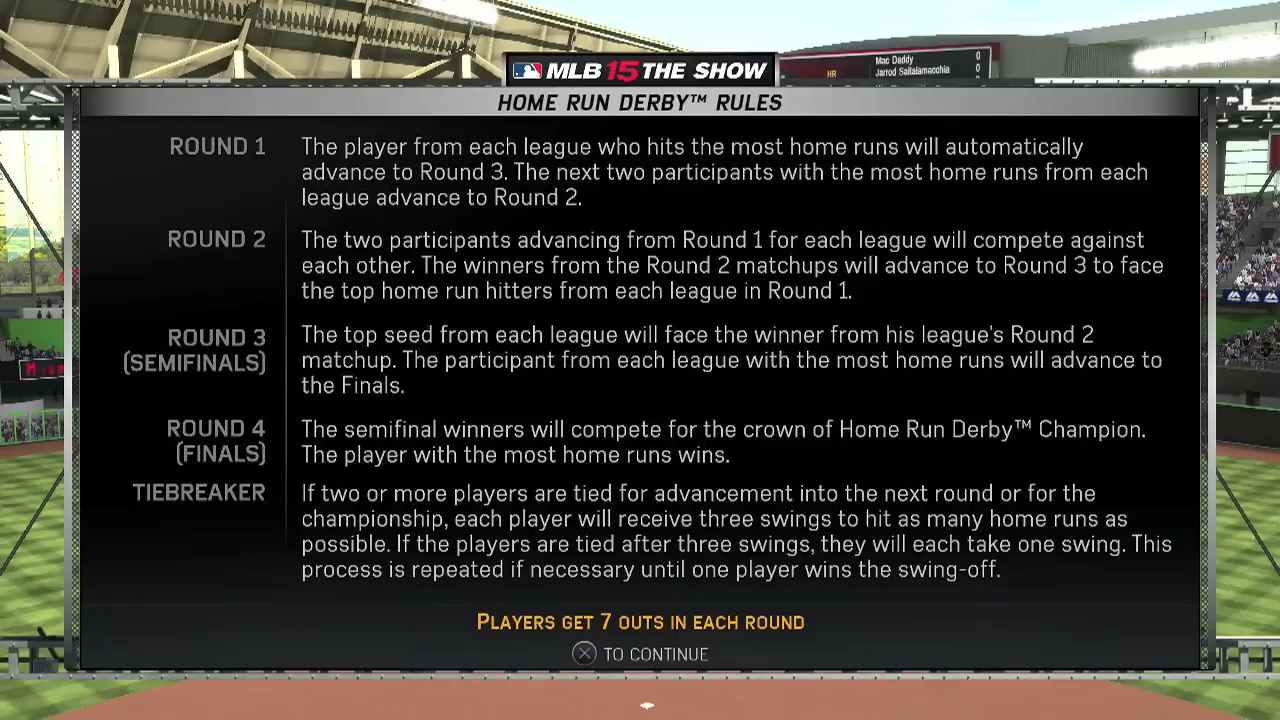 Mac Daddy 0
HR Jarrod Saltalamacchia 0
MLB 15 THE SHOW
HOME RUN DERBY™ RULES
ROUND 1
The player from each league who hits the most home runs will automatically
advance to Round 3. The next two participants with the most home runs from each
league advance to Round 2.
ROUND 2
The two participants advancing from Round 1 for each league will compete against
each other. The winners from the Round 2 matchups will advance to Round 3 to face
the top home run hitters from each league in Round 1.
ROUND 3
(SEMIFINALS)
The top seed from each league will face the winner from his league's Round 2
matchup. The participant from each league with the most home runs will advance to
the Finals.
ROUND 4
(FINALS)
The semifinal winners will compete for the crown of Home Run Derby™ Champion.
The player with the most home runs wins.
TIEBREAKER
If two or more players are tied for advancement into the next round or for the
championship, each player will receive three swings to hit as many home runs as
possible. If the players are tied after three swings, they will each take one swing. This
process is repeated if necessary until one player wins the swing-off.
PLAYERS GET 7 OUTS IN EACH ROUND
TO CONTINUE